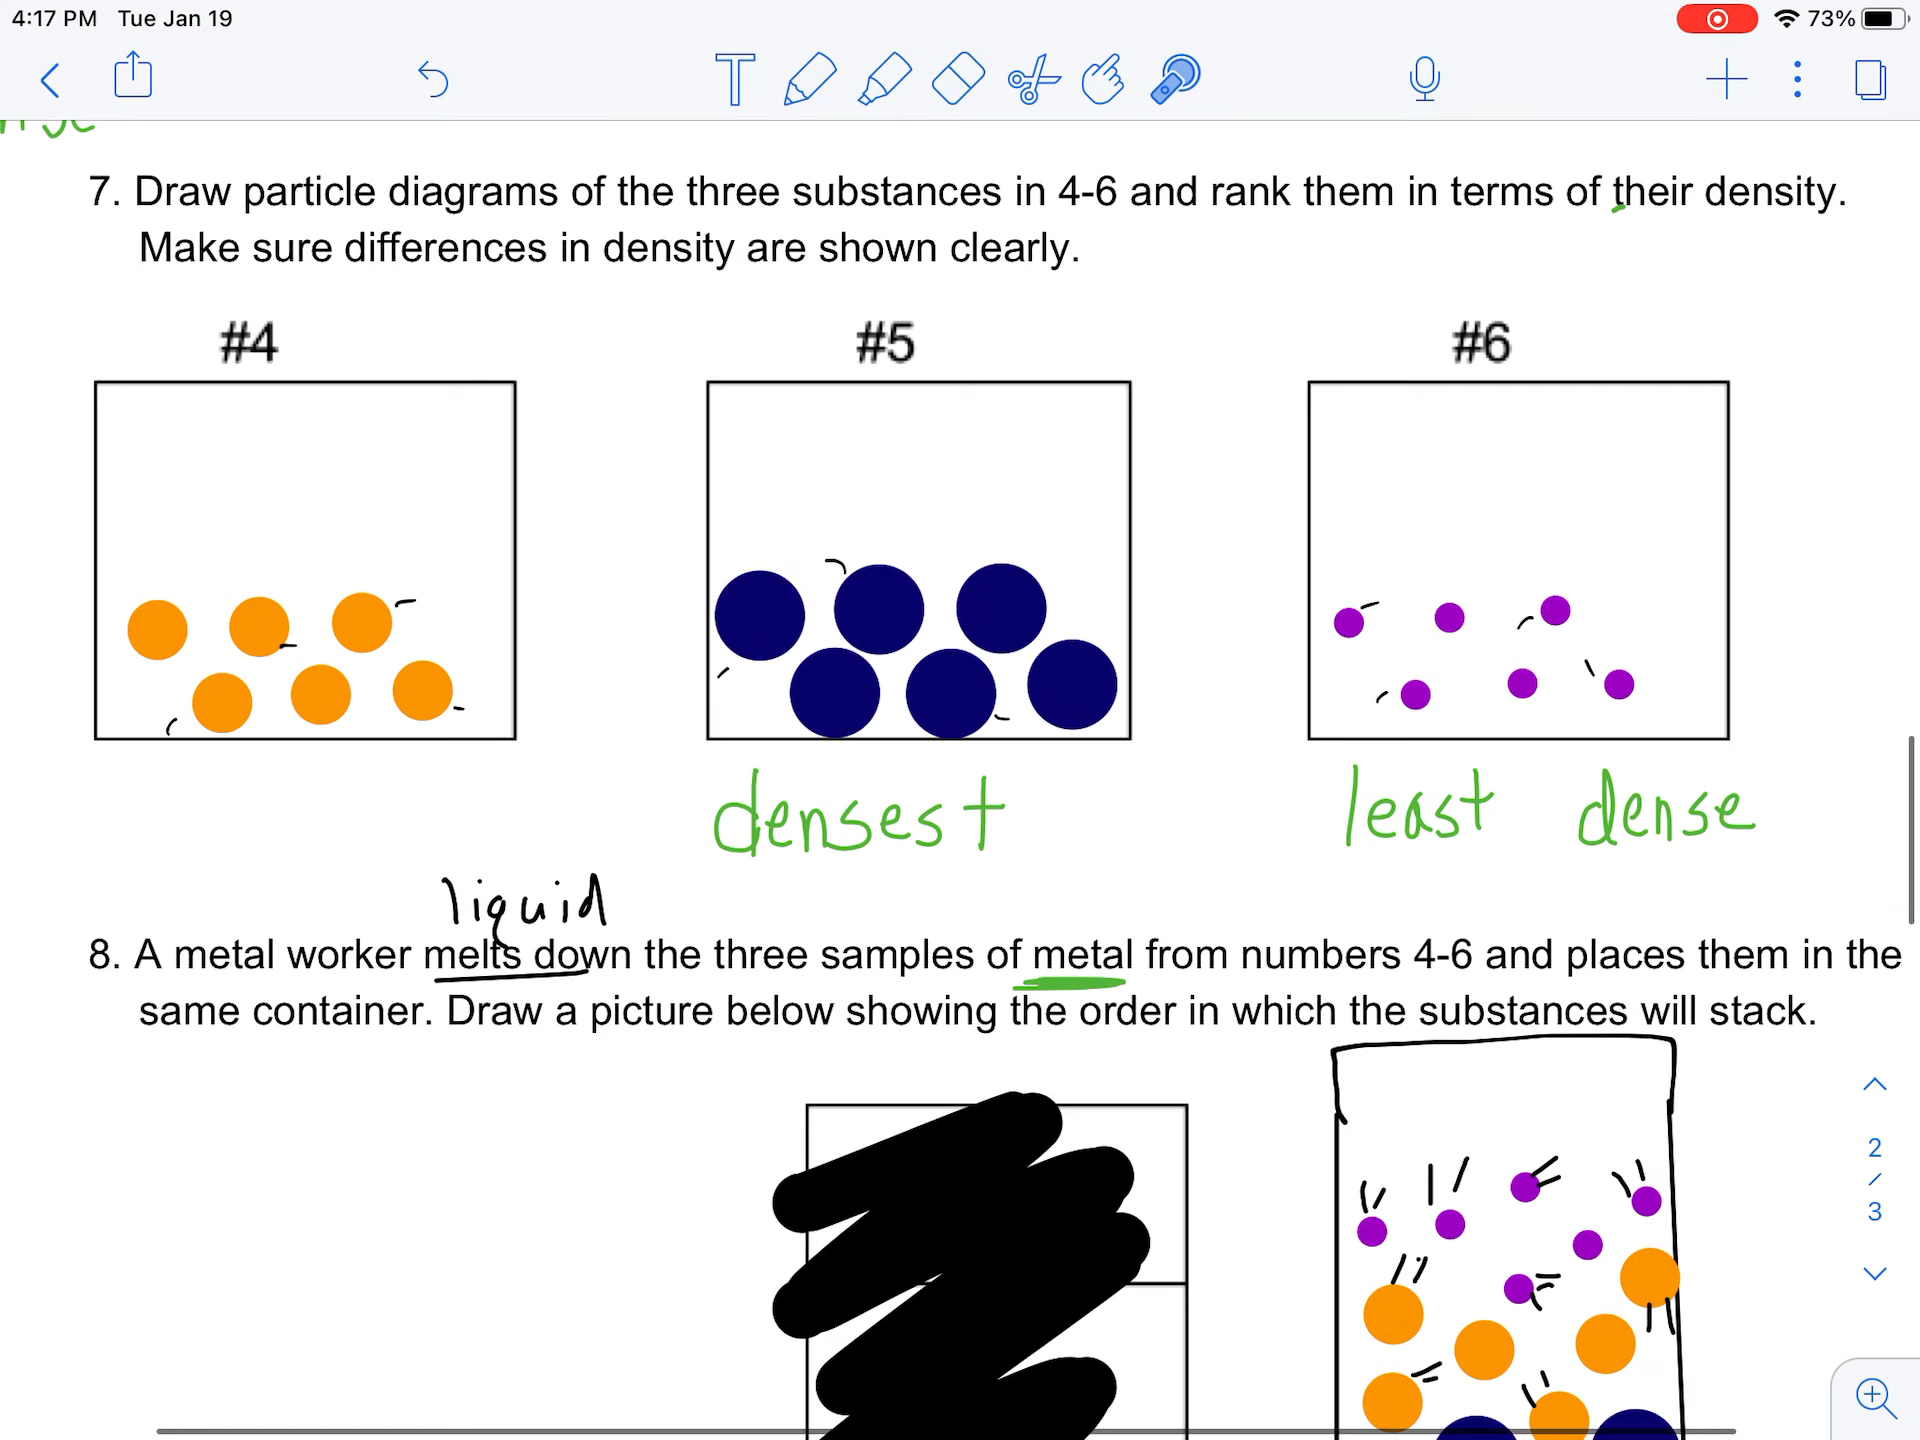 4:17 PM Tue Jan 19
73%
7. Draw particle diagrams of the three substances in 4-6 and rank them in terms of their density.
Make sure differences in density are shown clearly.
#4 #5 #6
densest least dense
liquid
8. A metal worker melts down the three samples of metal from numbers 4-6 and places them in the
same container. Draw a picture below showing the order in which the substances will stack.
2
/
3